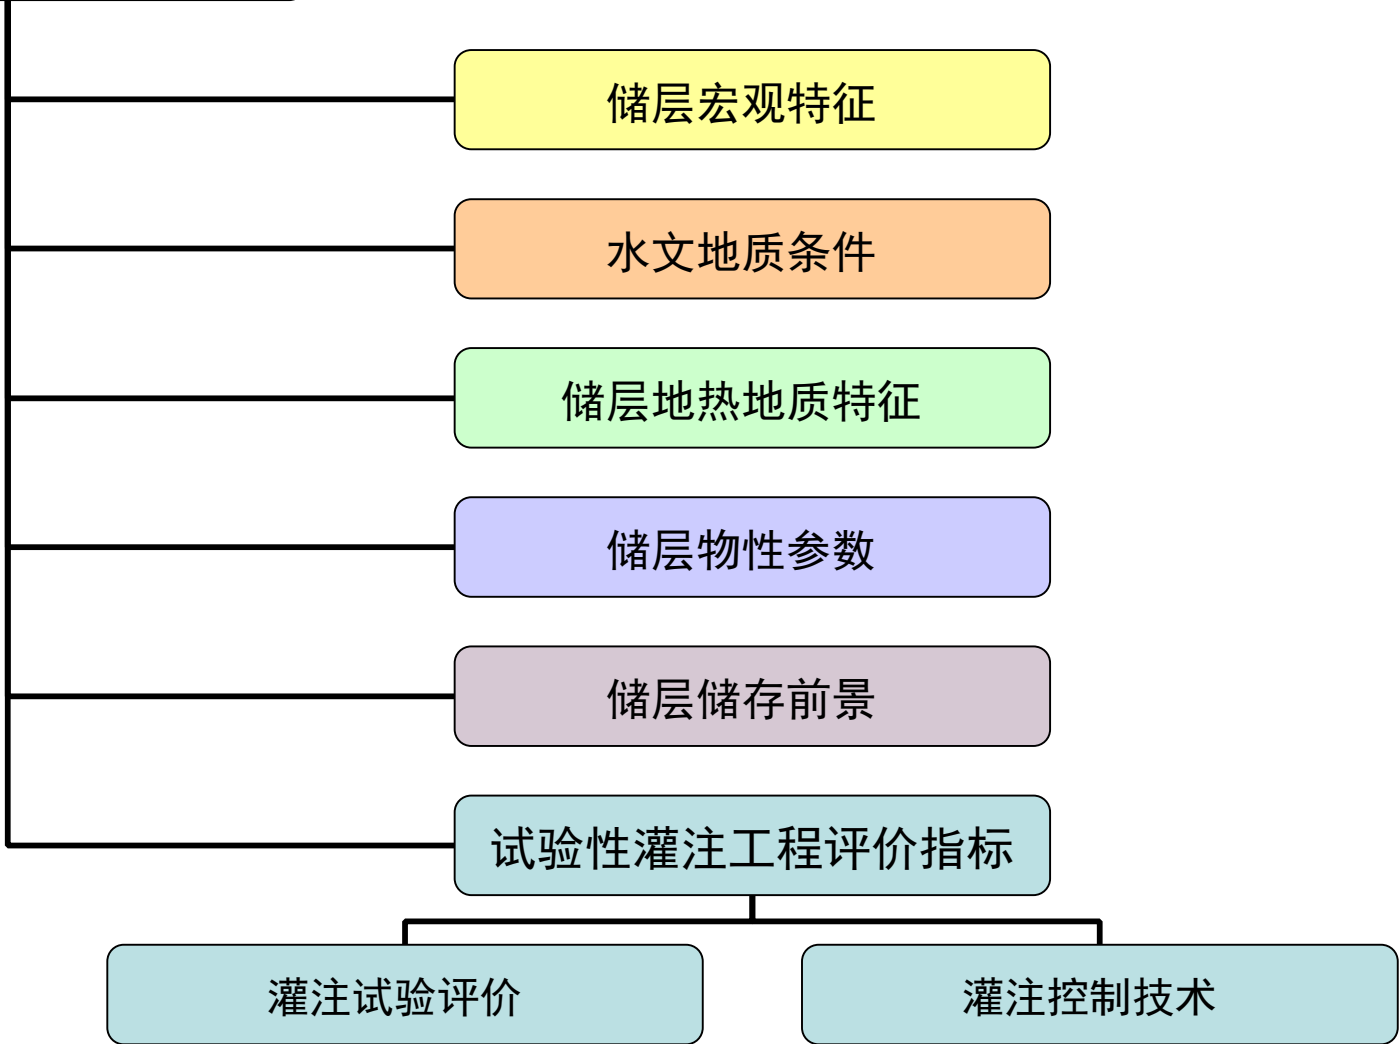 储层宏观特征
水文地质条件
储层地热地质特征
储层物性参数
储层储存前景
试验性灌注工程评价指标
灌注试验评价
灌注控制技术